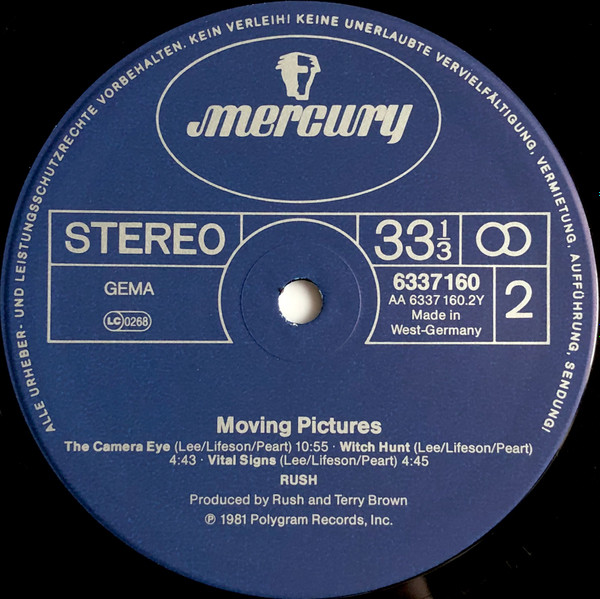 ALLE URHEBER- UND LEISTUNGSSCHUTZRECHTE VORBEHALTEN. KEIN VERLEIH! KEINE UNERLAUBTE VERVIELFÄLTIGUNG, VERMIETUNG, AUFFÜHRUNG, SENDUNG!
mercury
STEREO
33 1/3
GEMA
LC 0268
6337160
AA 6337 160.2Y
Made in
West-Germany
2
Moving Pictures
The Camera Eye (Lee/Lifeson/Peart) 10:55 · Witch Hunt (Lee/Lifeson/Peart)
4:43 · Vital Signs (Lee/Lifeson/Peart) 4:45
RUSH
Produced by Rush and Terry Brown
℗ 1981 Polygram Records, Inc.